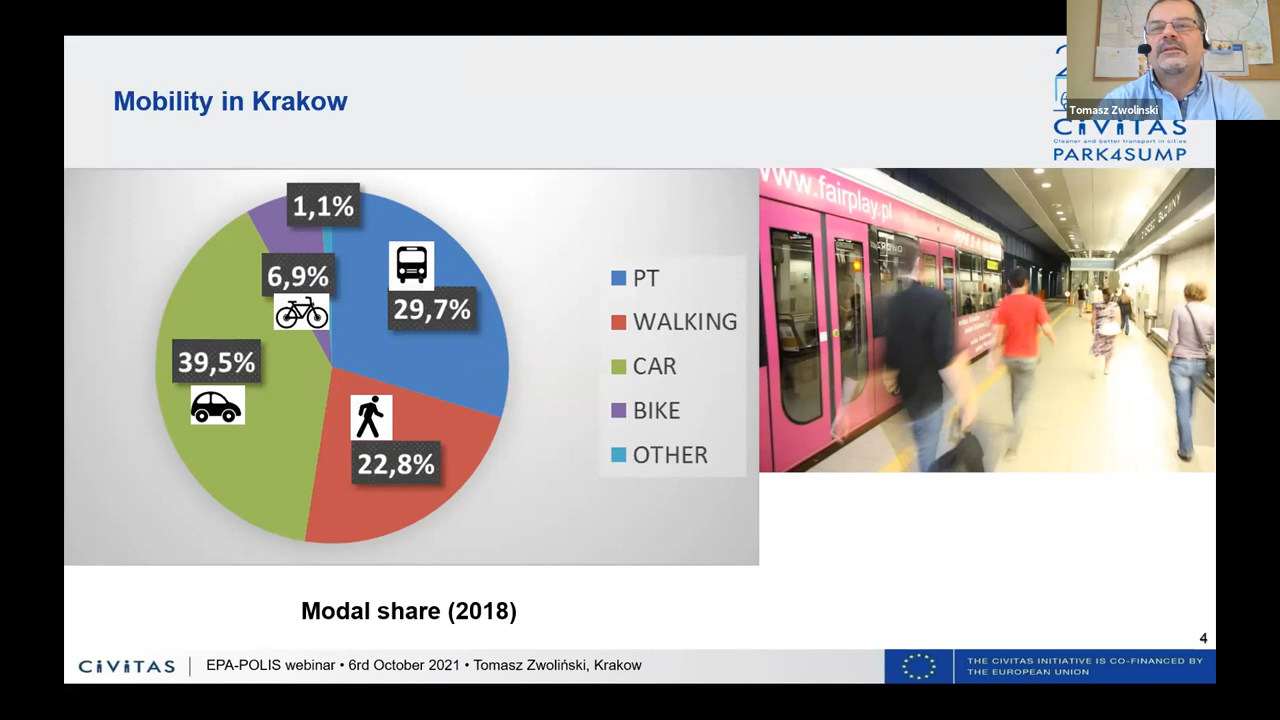 Mobility in Krakow
Tomasz Zwolinski
CiViTAS
Cleaner and better transport in cities
PARK4SUMP
1,1%
6,9%
29,7%
39,5%
22,8%
PT
WALKING
CAR
BIKE
OTHER
www.fairplay.pl
Modal share (2018)
4
CiViTAS
EPA-POLIS webinar • 6rd October 2021 • Tomasz Zwoliński, Krakow
THE CIVITAS INITIATIVE IS CO-FINANCED BY
THE EUROPEAN UNION